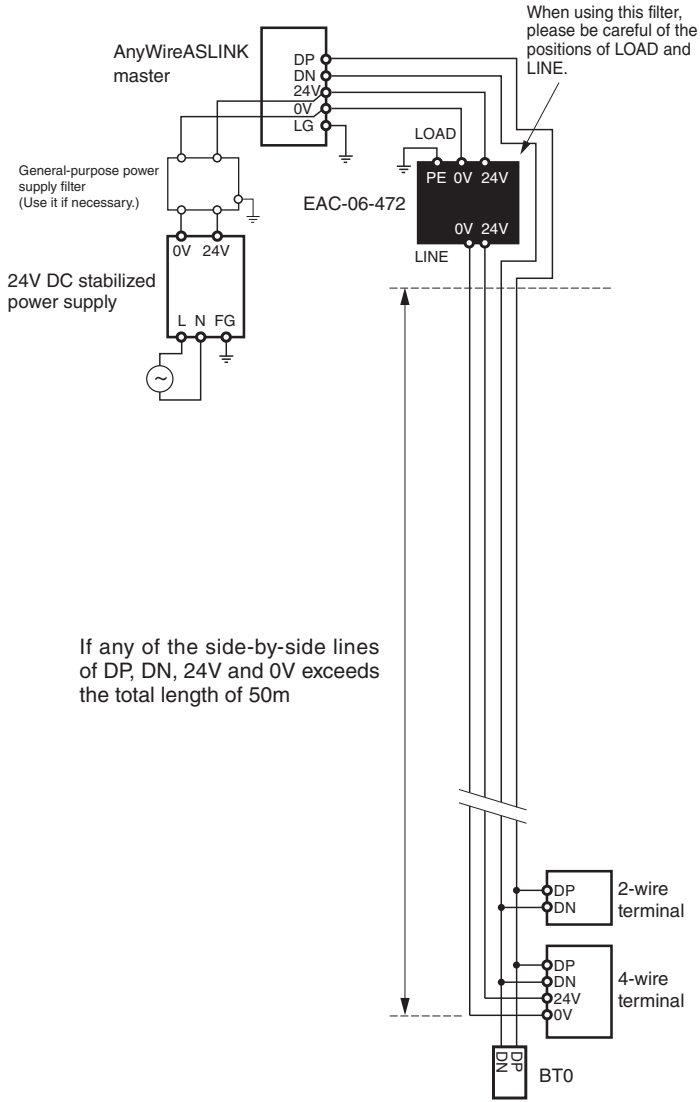 When using this filter,
please be careful of the
positions of LOAD and
LINE.
AnyWireASLINK
master
DP
DN
24V
0V
LG
LOAD
PE 0V 24V
EAC-06-472
0V 24V
LINE
General-purpose power
supply filter
(Use it if necessary.)
0V 24V
24V DC stabilized
power supply
L N FG
~
If any of the side-by-side lines
of DP, DN, 24V and 0V exceeds
the total length of 50m
DP
DN
2-wire
terminal
DP
DN
24V
0V
4-wire
terminal
DP
DN
BT0